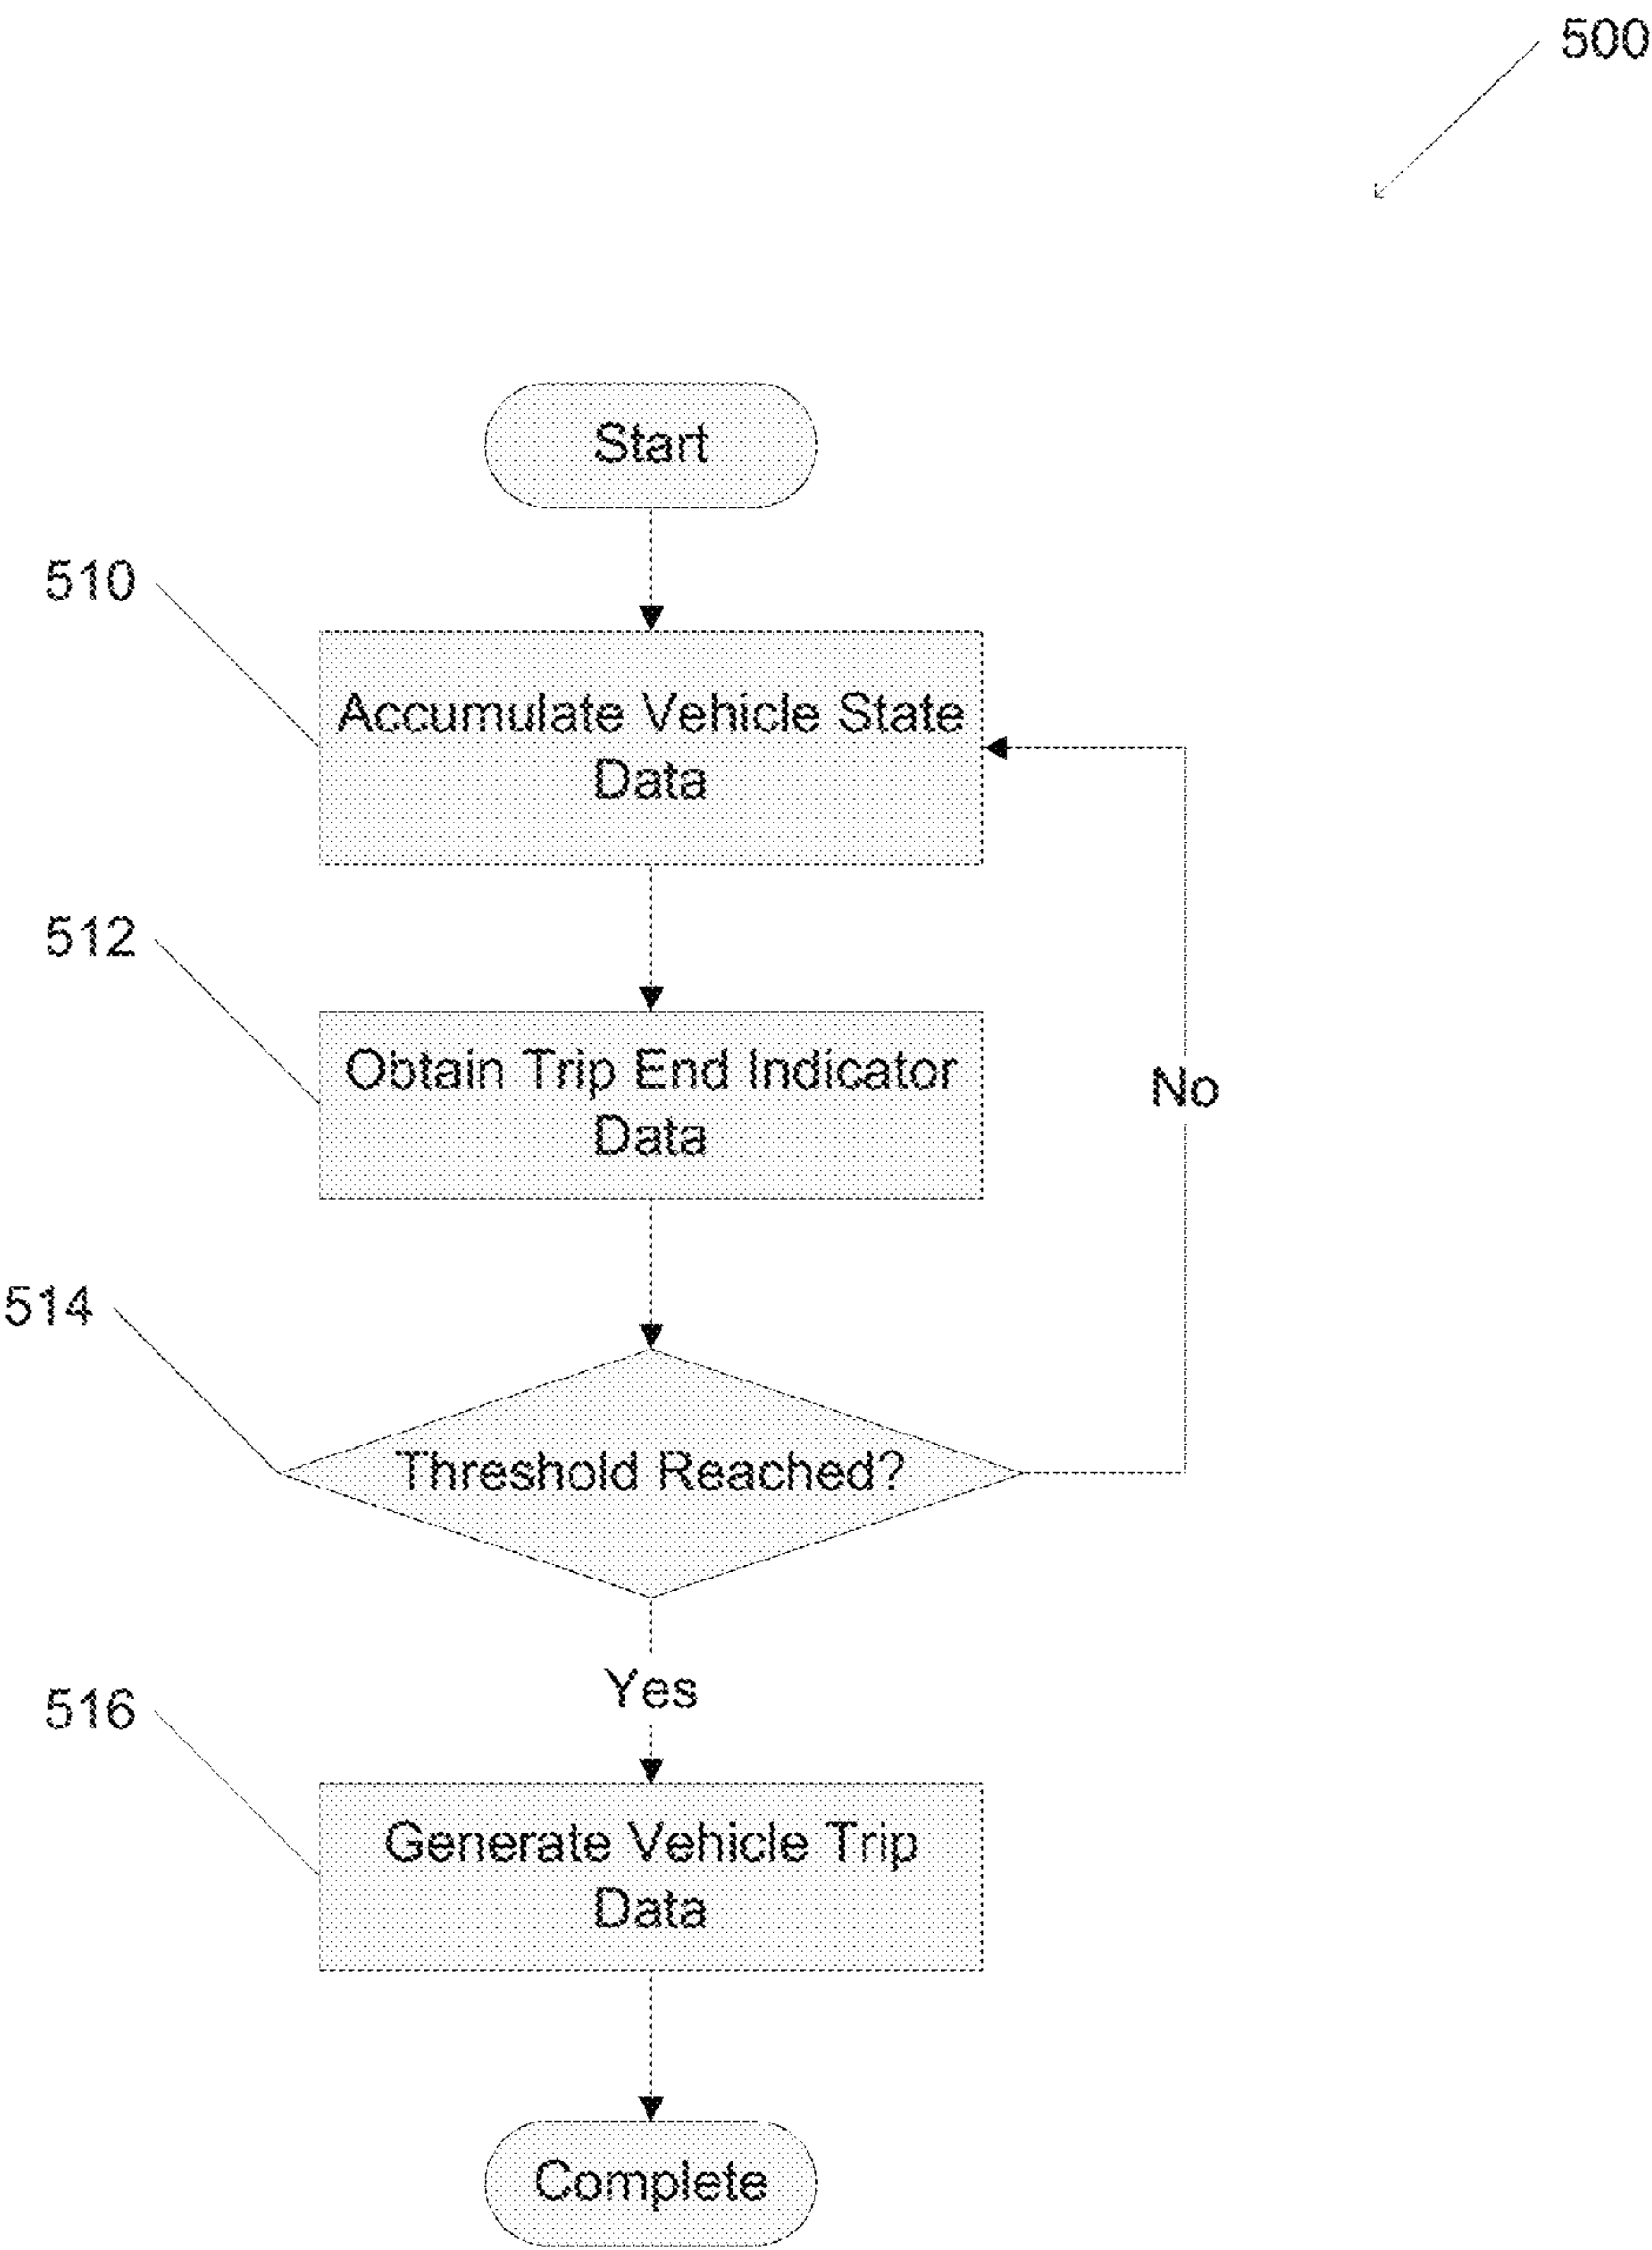 500
Start
510
Accumulate Vehicle State
Data
512
Obtain Trip End Indicator
Data
No
514
Threshold Reached?
Yes
516
Generate Vehicle Trip
Data
Complete